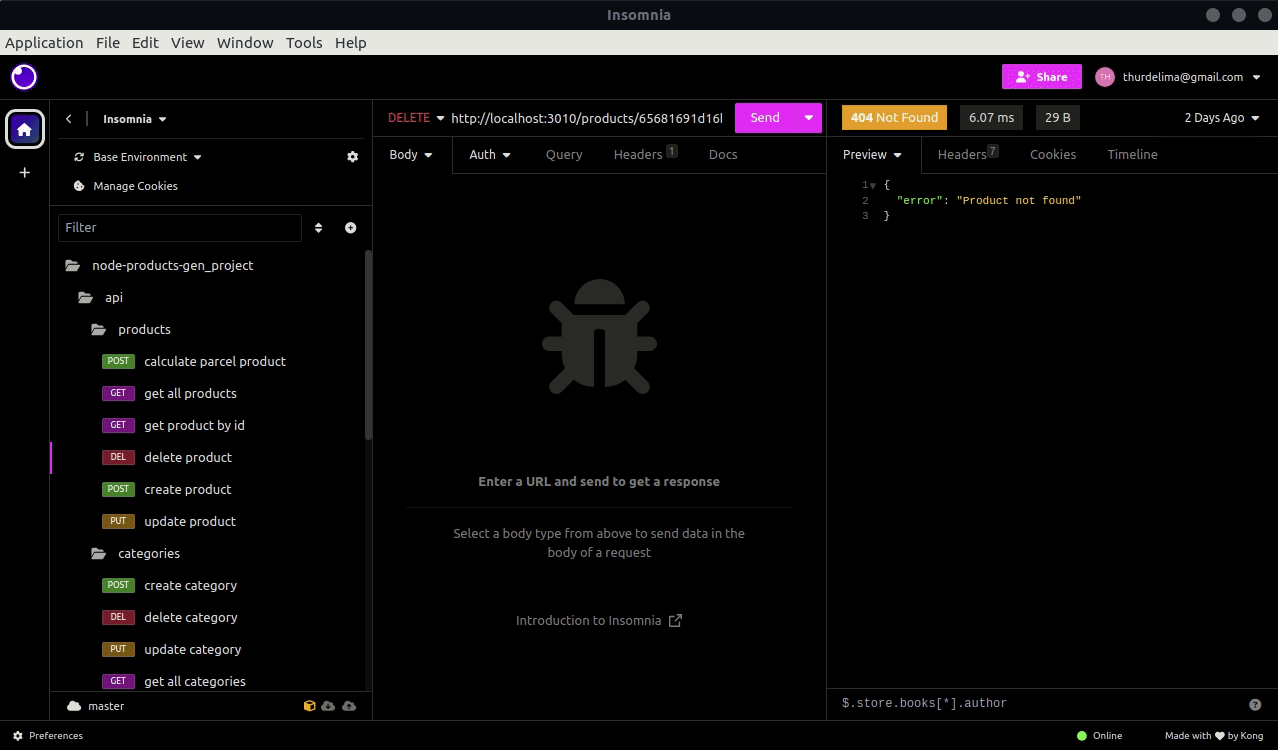 Insomnia
Application File Edit View Window Tools Help
Share
TH
thurdelima@gmail.com
Insomnia
Base Environment
Manage Cookies
Filter
node-products-gen_project
api
products
POST calculate parcel product
GET get all products
GET get product by id
DEL delete product
POST create product
PUT update product
categories
POST create category
DEL delete category
PUT update category
GET get all categories
master
DELETE http://localhost:3010/products/65681691d16l
Send
Body Auth Query Headers 1 Docs
Enter a URL and send to get a response
Select a body type from above to send data in the
body of a request
Introduction to Insomnia
404 Not Found 6.07 ms 29 B 2 Days Ago
Preview Headers 7 Cookies Timeline
1 {
2 "error": "Product not found"
3 }
$.store.books[*].author
?
Preferences
Online
Made with ♥ by Kong